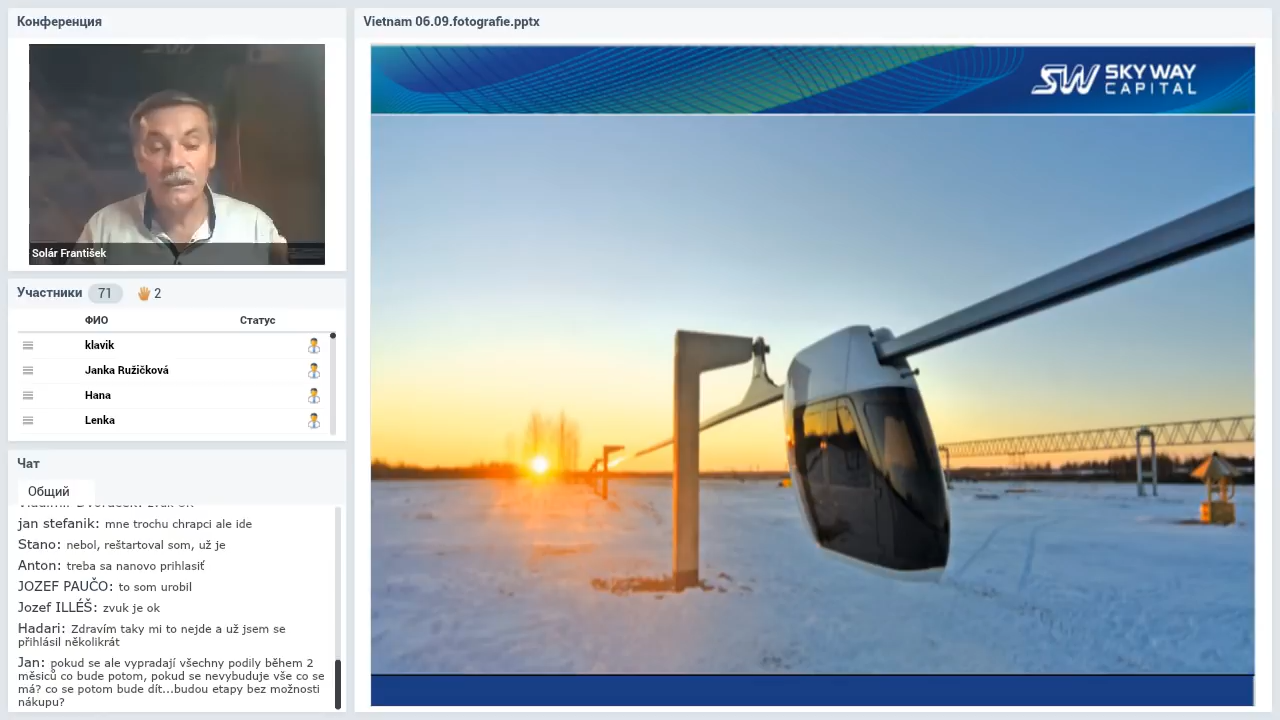 Конференция
Solár František
Участники 71 2
ФИО Статус
klavik
Janka Ružičková
Hana
Lenka
Чат
Общий
jan stefanik: mne trochu chrapci ale ide
Stano: nebol, reštartoval som, už je
Anton: treba sa nanovo prihlasiť
JOZEF PAUČO: to som urobil
Jozef ILLÉŠ: zvuk je ok
Hadari: Zdravím taky mi to nejde a už jsem se
přihlásil několikrát
Jan: pokud se ale vypradají všechny podily během 2
měsiců co bude potom, pokud se nevybuduje vše co se
má? co se potom bude dít...budou etapy bez možnosti
nákupu?
Vietnam 06.09.fotografie.pptx
SW SKY WAY
CAPITAL